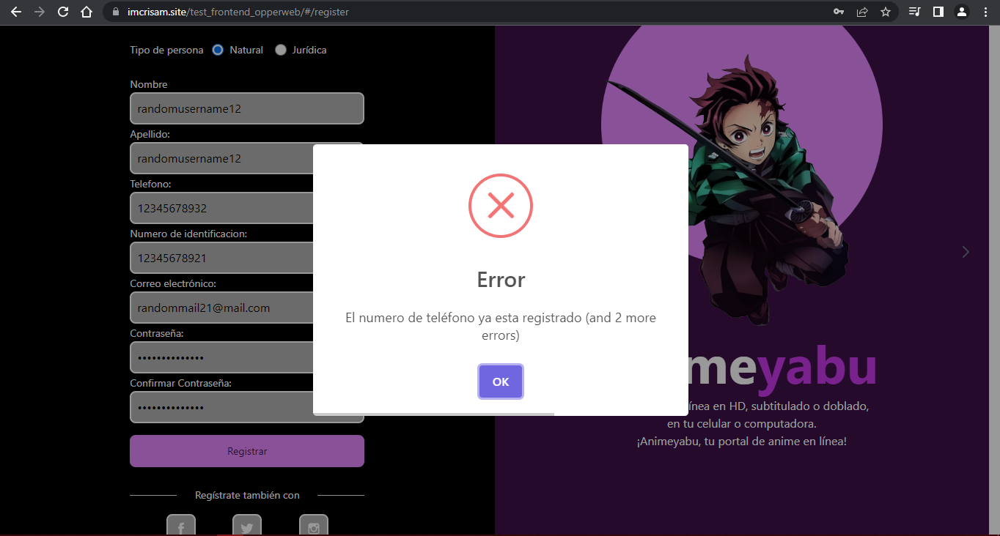 imcrisam.site/test_frontend_opperweb/#/register
Tipo de persona Natural Jurídica
Nombre
randomusername12
Apellido:
randomusername12
Telefono:
12345678932
Numero de identificacion:
12345678921
Correo electrónico:
randommail21@mail.com
Contraseña:
••••••••••••••
Confirmar Contraseña:
••••••••••••••
Registrar
Regístrate también con
Error
El numero de teléfono ya esta registrado (and 2 more
errors)
OK
meyabu
ínea en HD, subtitulado o doblado,
en tu celular o computadora.
¡Animeyabu, tu portal de anime en línea!